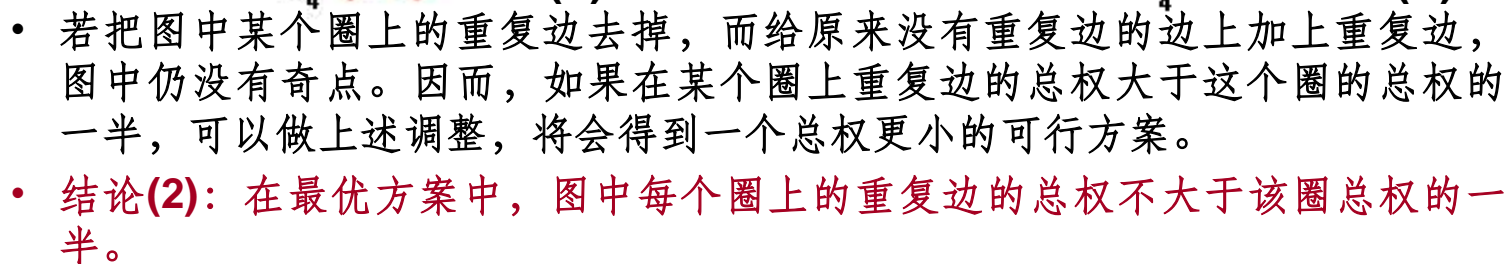 4 4
• 若把图中某个圈上的重复边去掉，而给原来没有重复边的边上加上重复边，
图中仍没有奇点。因而，如果在某个圈上重复边的总权大于这个圈的总权的
一半，可以做上述调整，将会得到一个总权更小的可行方案。
• 结论(2)：在最优方案中，图中每个圈上的重复边的总权不大于该圈总权的一
半。